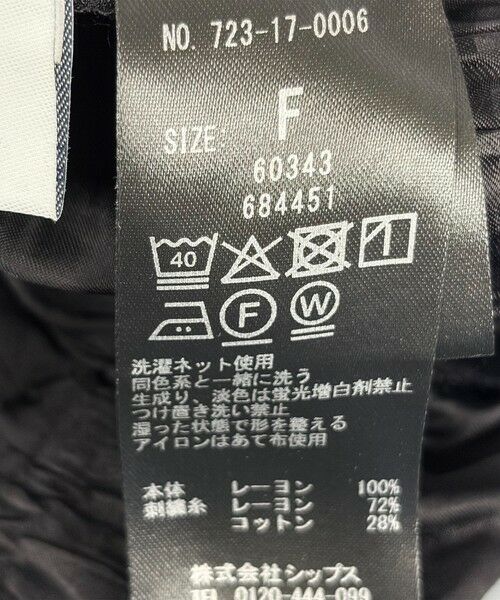 NO. 723-17-0006
SIZE: F
60343
684451
40
F W
洗濯ネット使用
同色系と一緒に洗う
生成り、淡色は蛍光増白剤禁止
つけ置き洗い禁止
湿った状態で形を整える
アイロンはあて布使用
本体 レーヨン 100%
刺繍糸 レーヨン 72%
コットン 28%
株式会社シップス
TEL 0120-444-099